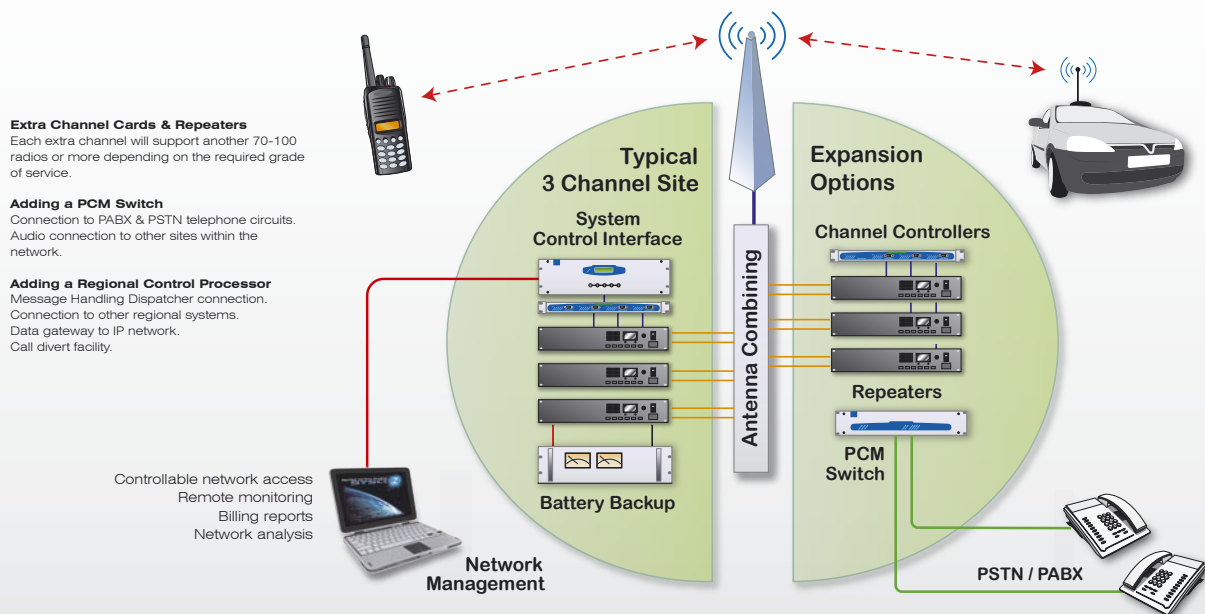 Extra Channel Cards & Repeaters
Each extra channel will support another 70-100
radios or more depending on the required grade
of service.
Adding a PCM Switch
Connection to PABX & PSTN telephone circuits.
Audio connection to other sites within the
network.
Adding a Regional Control Processor
Message Handling Dispatcher connection.
Connection to other regional systems.
Data gateway to IP network.
Call divert facility.
Typical
3 Channel Site
System
Control Interface
Battery Backup
Antenna Combining
Expansion
Options
Channel Controllers
Repeaters
PCM
Switch
Controllable network access
Remote monitoring
Billing reports
Network analysis
Network
Management
PSTN / PABX